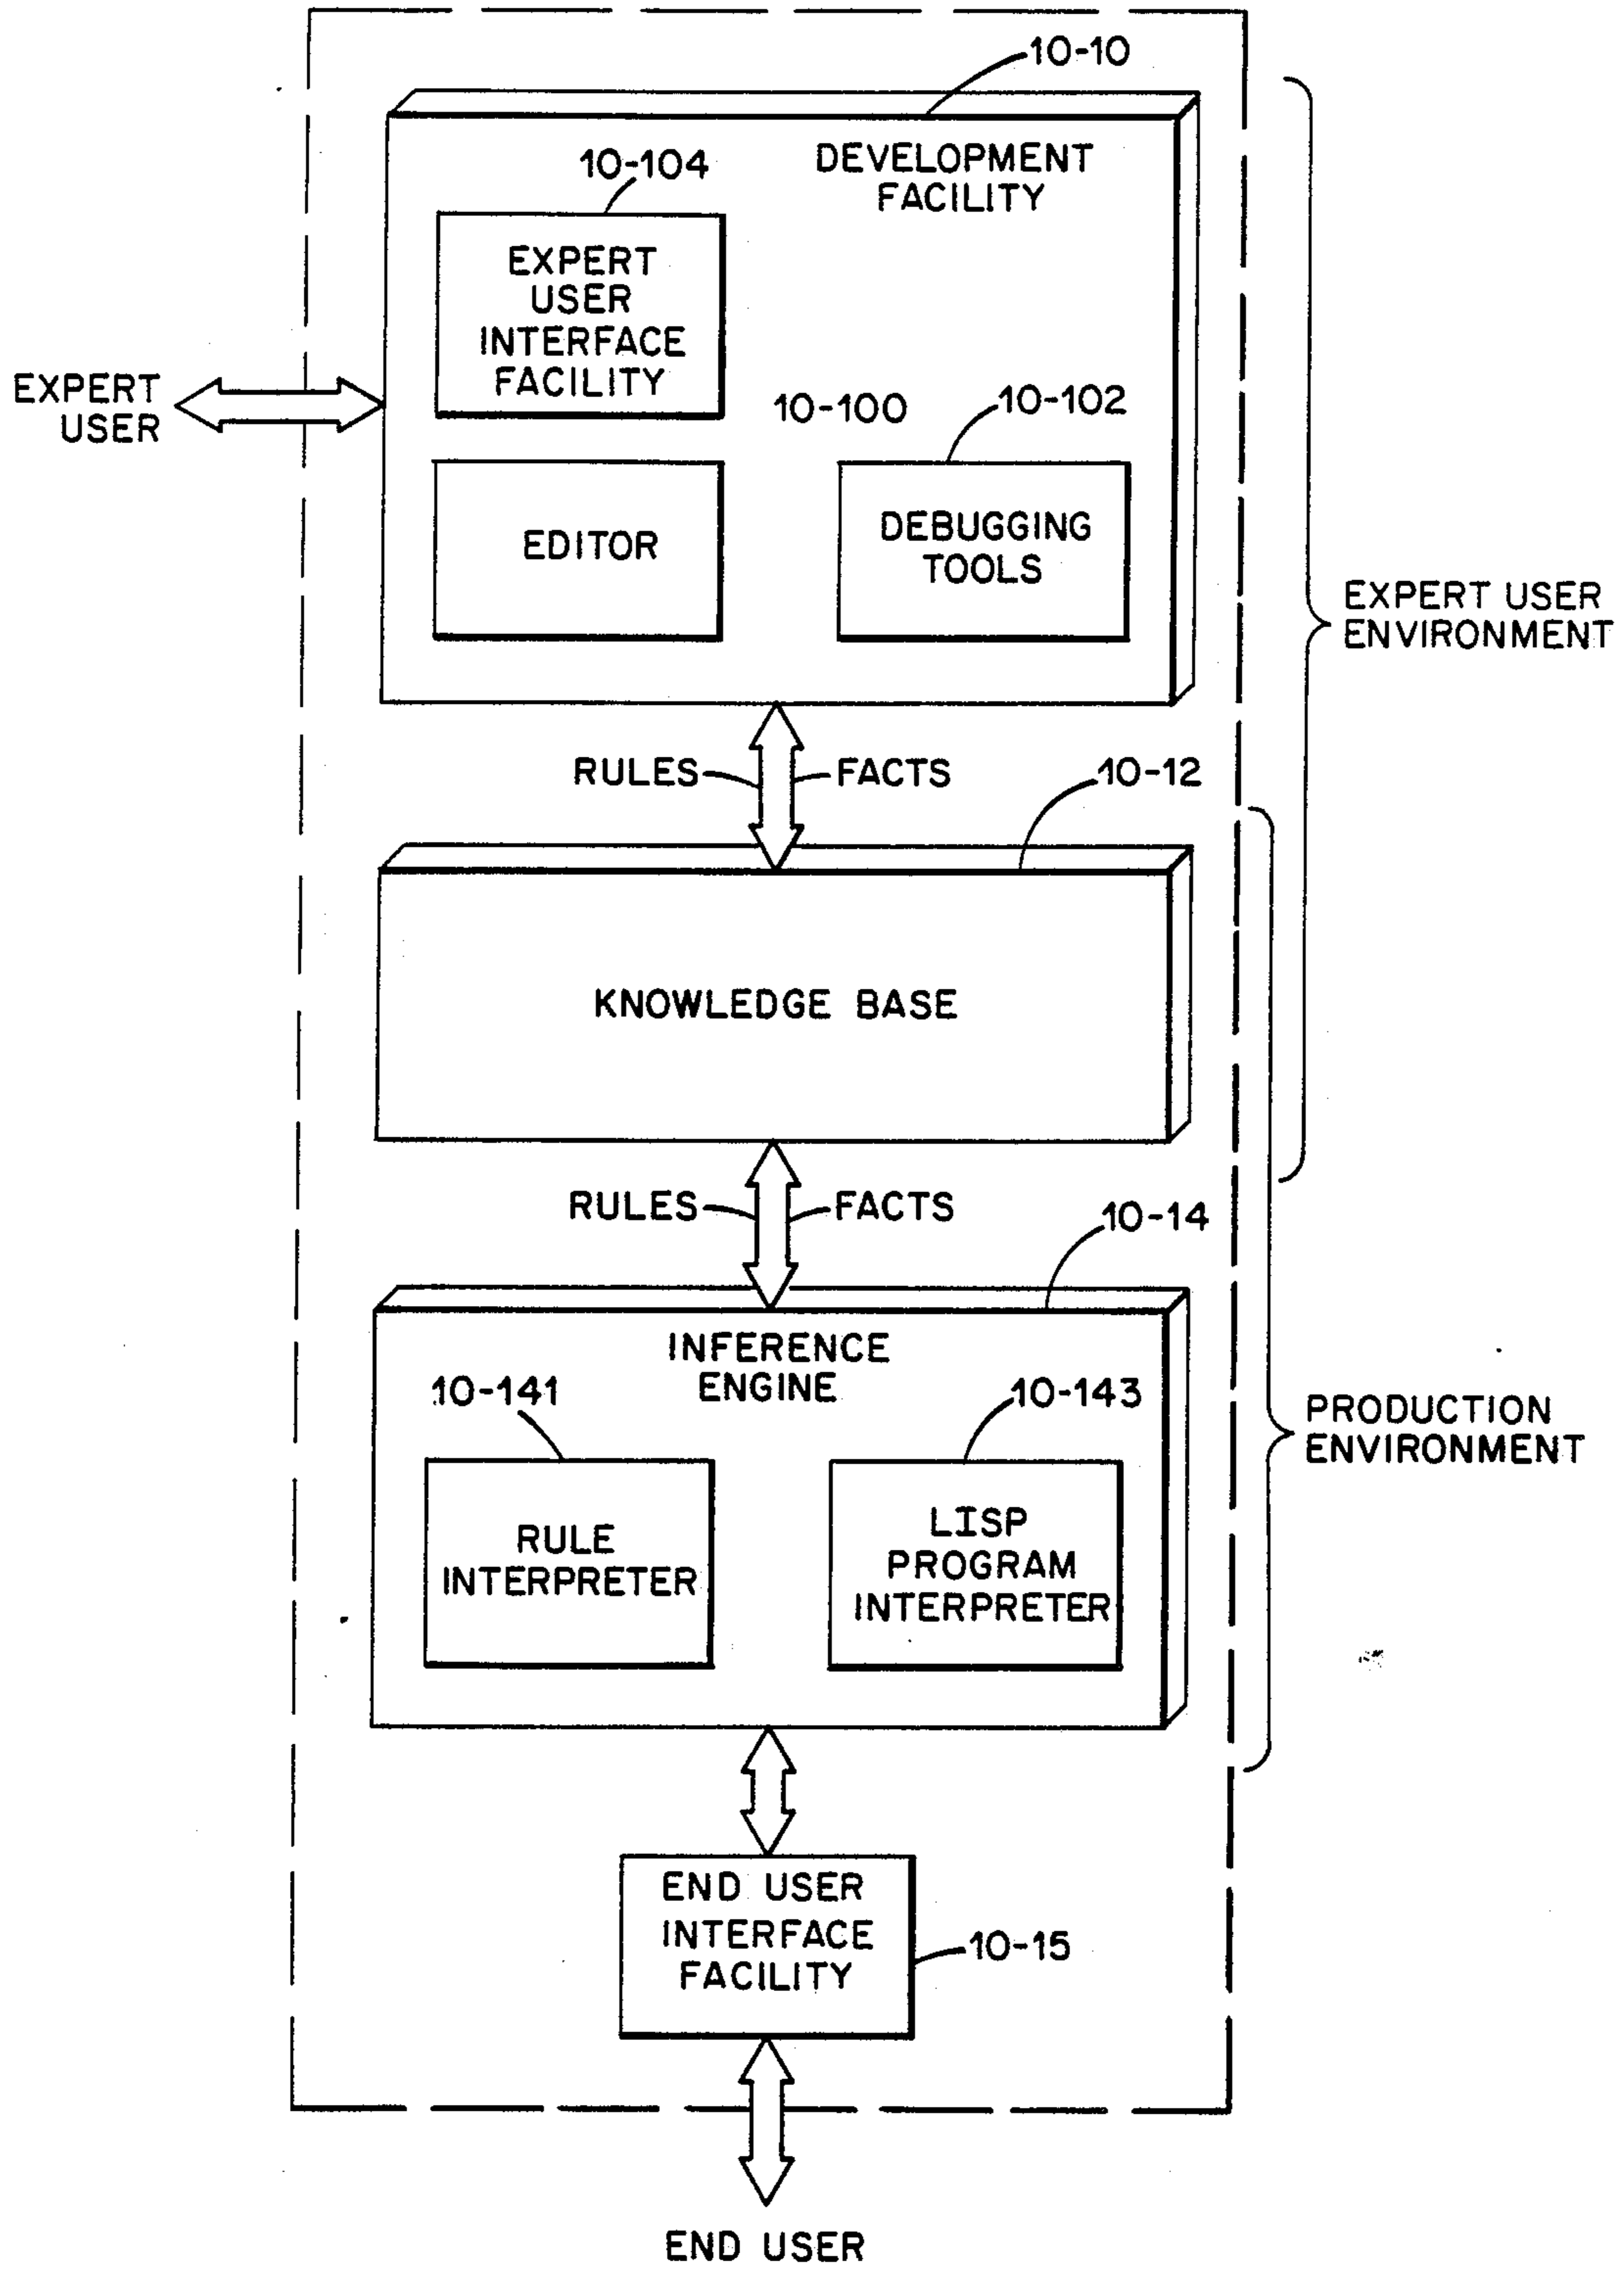 10-10
DEVELOPMENT
FACILITY
10-104
EXPERT
USER
INTERFACE
FACILITY
EXPERT
USER
10-100
10-102
EDITOR
DEBUGGING
TOOLS
EXPERT USER
ENVIRONMENT
RULES
FACTS
10-12
KNOWLEDGE BASE
RULES
FACTS
10-14
INFERENCE
ENGINE
10-141
10-143
RULE
INTERPRETER
LISP
PROGRAM
INTERPRETER
PRODUCTION
ENVIRONMENT
END USER
INTERFACE
FACILITY
10-15
END USER